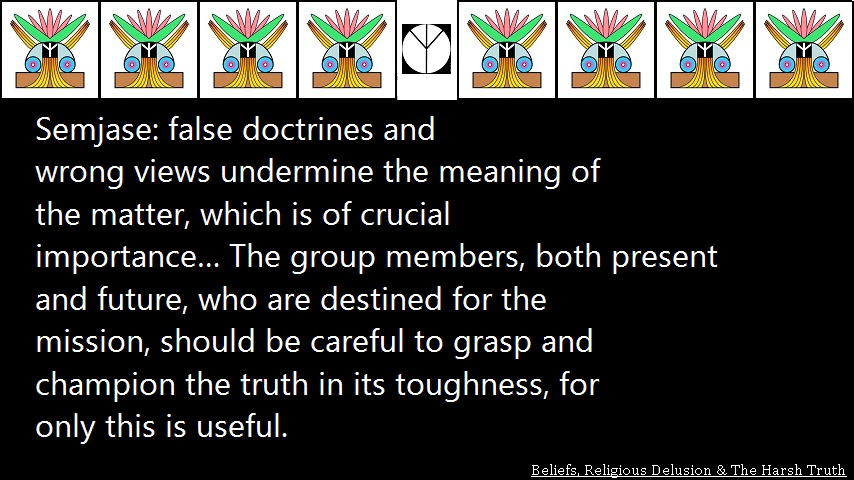 Semjase: false doctrines and
wrong views undermine the meaning of
the matter, which is of crucial
importance... The group members, both present
and future, who are destined for the
mission, should be careful to grasp and
champion the truth in its toughness, for
only this is useful.
Beliefs, Religious Delusion & The Harsh Truth